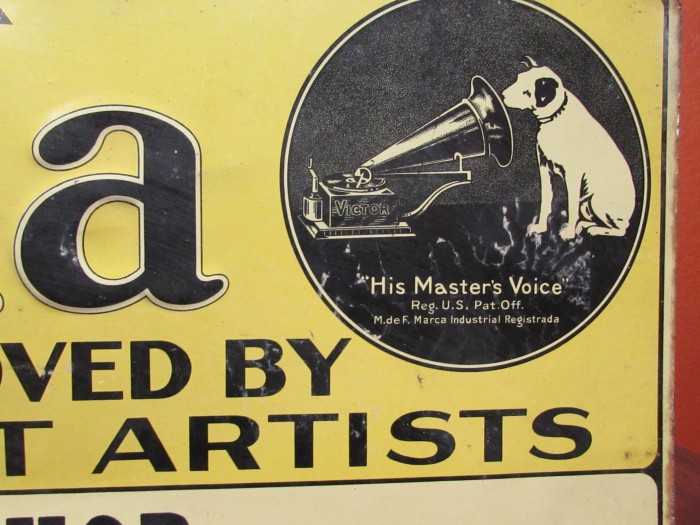 a
VICTOR
"His Master's Voice"
Reg. U.S. Pat. Off.
M.de F. Marca Industrial Registrada
OVED BY
T ARTISTS